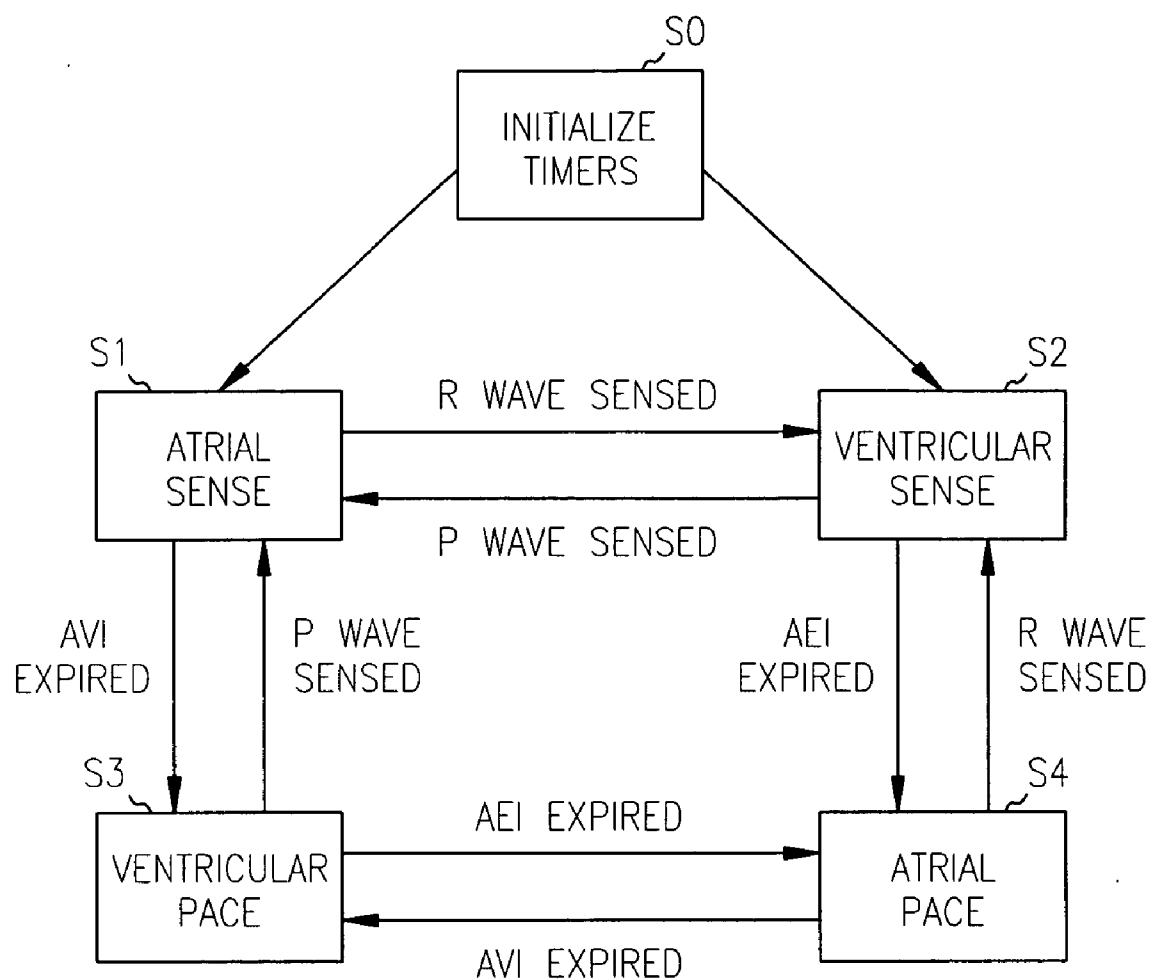 S0
INITIALIZE
TIMERS
S1
ATRIAL
SENSE
R WAVE SENSED
P WAVE SENSED
S2
VENTRICULAR
SENSE
AVI
EXPIRED
P WAVE
SENSED
AEI
EXPIRED
R WAVE
SENSED
S3
VENTRICULAR
PACE
AEI EXPIRED
AVI EXPIRED
S4
ATRIAL
PACE